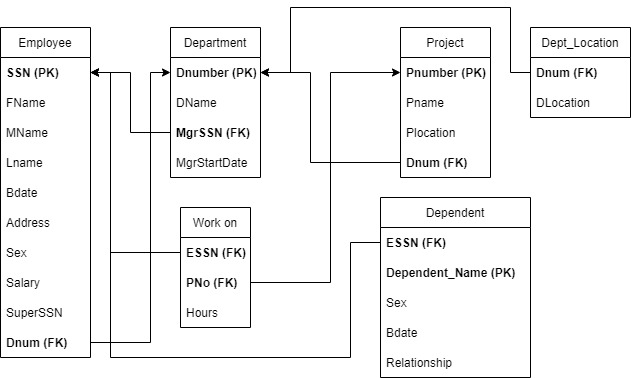 Employee
SSN (PK)
FName
MName
Lname
Bdate
Address
Sex
Salary
SuperSSN
Dnum (FK)
Department
Dnumber (PK)
DName
MgrSSN (FK)
MgrStartDate
Project
Pnumber (PK)
Pname
Plocation
Dnum (FK)
Dept_Location
Dnum (FK)
DLocation
Work on
ESSN (FK)
PNo (FK)
Hours
Dependent
ESSN (FK)
Dependent_Name (PK)
Sex
Bdate
Relationship